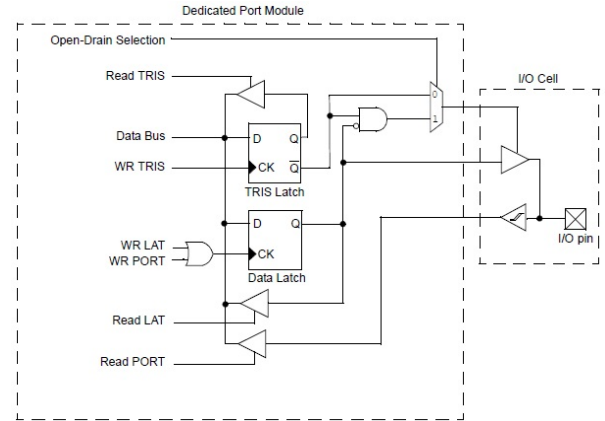 Dedicated Port Module
Open-Drain Selection
Read TRIS
I/O Cell
0
Data Bus
D Q
1
WR TRIS
CK Q̅
TRIS Latch
D Q
I/O pin
WR LAT
WR PORT
CK
Data Latch
Read LAT
Read PORT